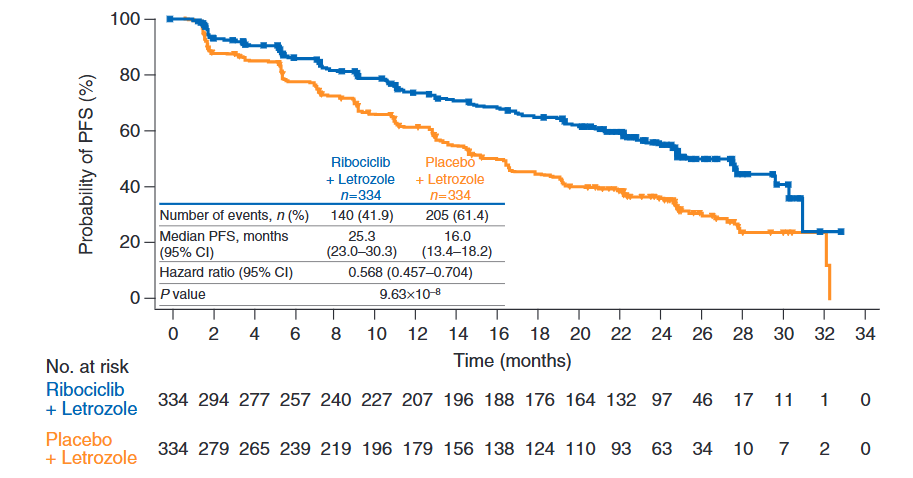 100
80
60
40
20
0
Probability of PFS (%)
Ribociclib Placebo
+ Letrozole + Letrozole
n=334 n=334
Number of events, n (%) 140 (41.9) 205 (61.4)
Median PFS, months 25.3 16.0
(95% CI) (23.0–30.3) (13.4–18.2)
Hazard ratio (95% CI) 0.568 (0.457–0.704)
P value 9.63×10–8
0 2 4 6 8 10 12 14 16 18 20 22 24 26 28 30 32 34
Time (months)
No. at risk
Ribociclib
+ Letrozole
334 294 277 257 240 227 207 196 188 176 164 132 97 46 17 11 1 0
Placebo
+ Letrozole
334 279 265 239 219 196 179 156 138 124 110 93 63 34 10 7 2 0